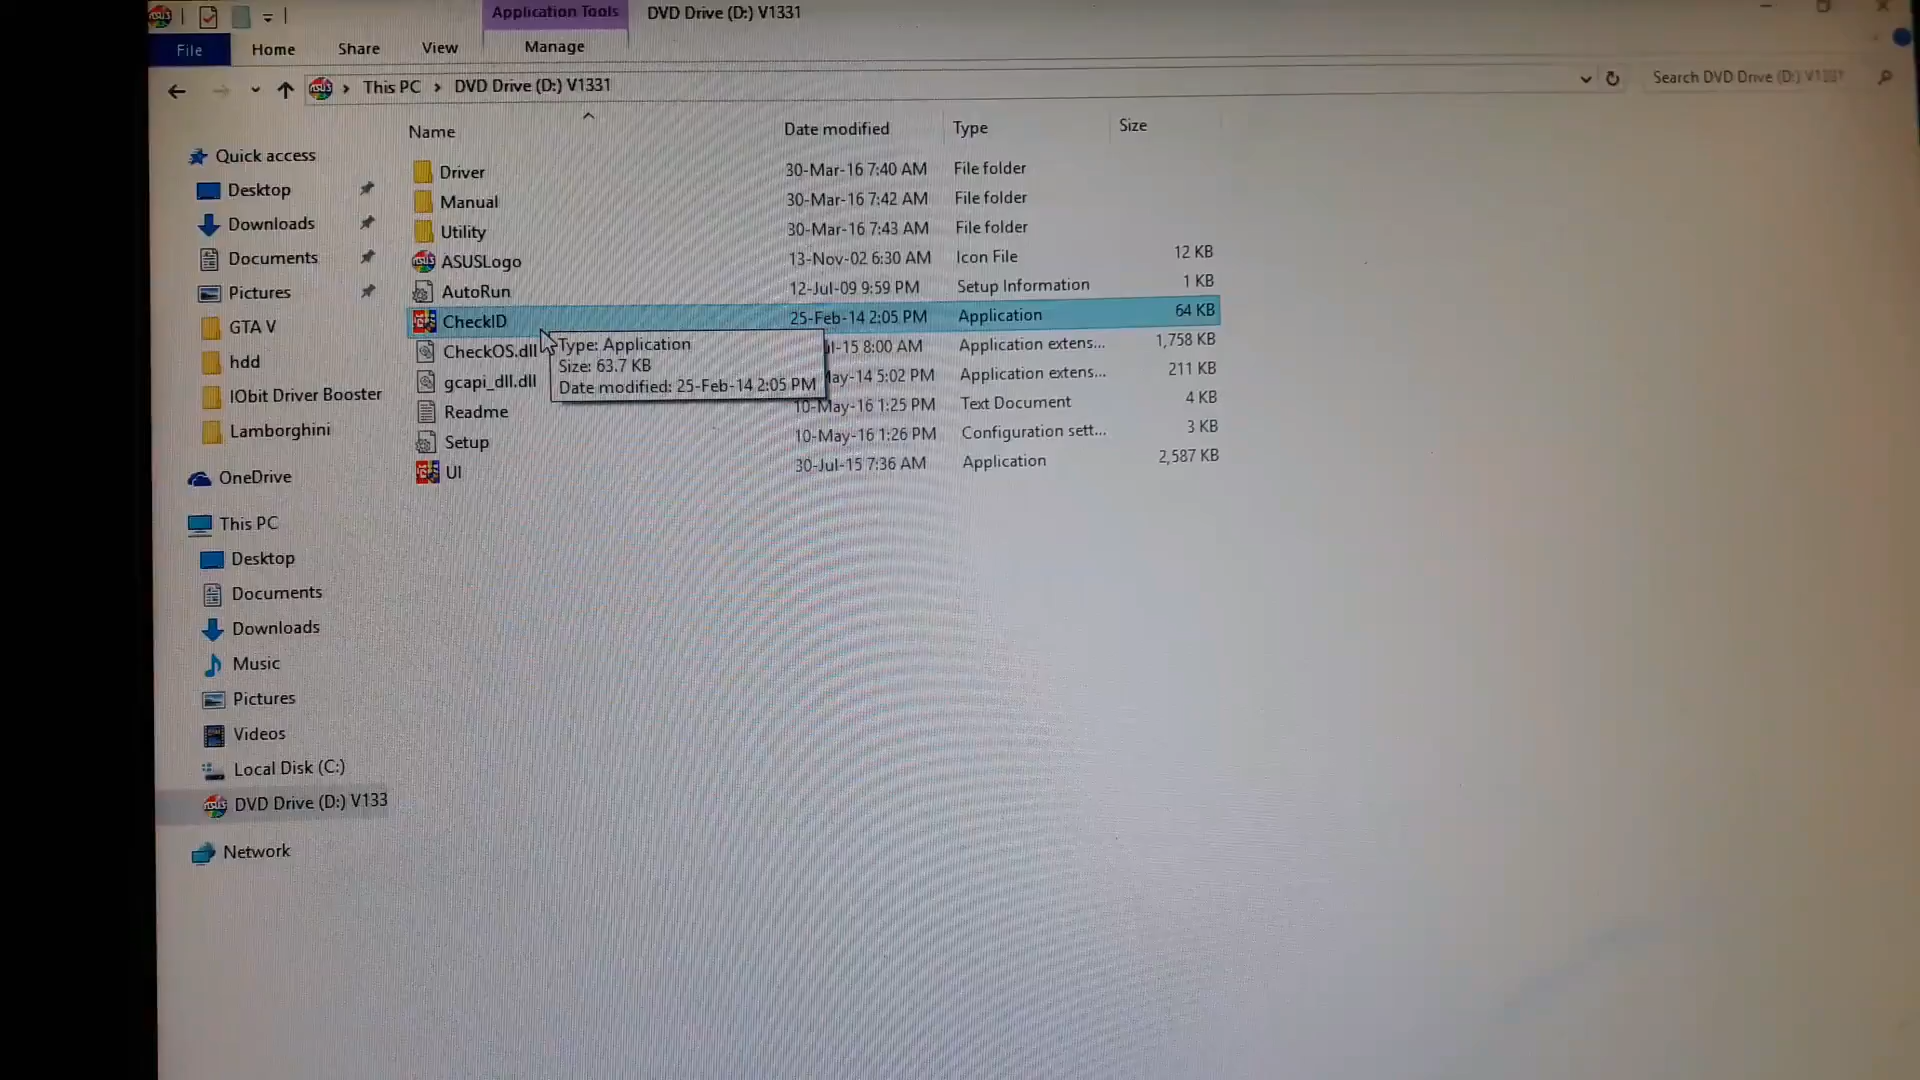 Application Tools
DVD Drive (D:) V1331
File
Home
Share
View
Manage
This PC
DVD Drive (D:) V1331
Search DVD Drive (D:) V1331
Name
Date modified
Type
Size
Quick access
Desktop
Downloads
Documents
Pictures
GTA V
hdd
IObit Driver Booster
Lamborghini
OneDrive
This PC
Desktop
Documents
Downloads
Music
Pictures
Videos
Local Disk (C:)
DVD Drive (D:) V133
Network
Driver 30-Mar-16 7:40 AM File folder
Manual 30-Mar-16 7:42 AM File folder
Utility 30-Mar-16 7:43 AM File folder
ASUSLogo 13-Nov-02 6:30 AM Icon File 12 KB
AutoRun 12-Jul-09 9:59 PM Setup Information 1 KB
CheckID 25-Feb-14 2:05 PM Application 64 KB
CheckOS.dll ul-15 8:00 AM Application extens... 1,758 KB
gcapi_dll.dll May-14 5:02 PM Application extens... 211 KB
Readme 10-May-16 1:25 PM Text Document 4 KB
Setup 10-May-16 1:26 PM Configuration sett... 3 KB
UI 30-Jul-15 7:36 AM Application 2,587 KB
Type: Application
Size: 63.7 KB
Date modified: 25-Feb-14 2:05 PM